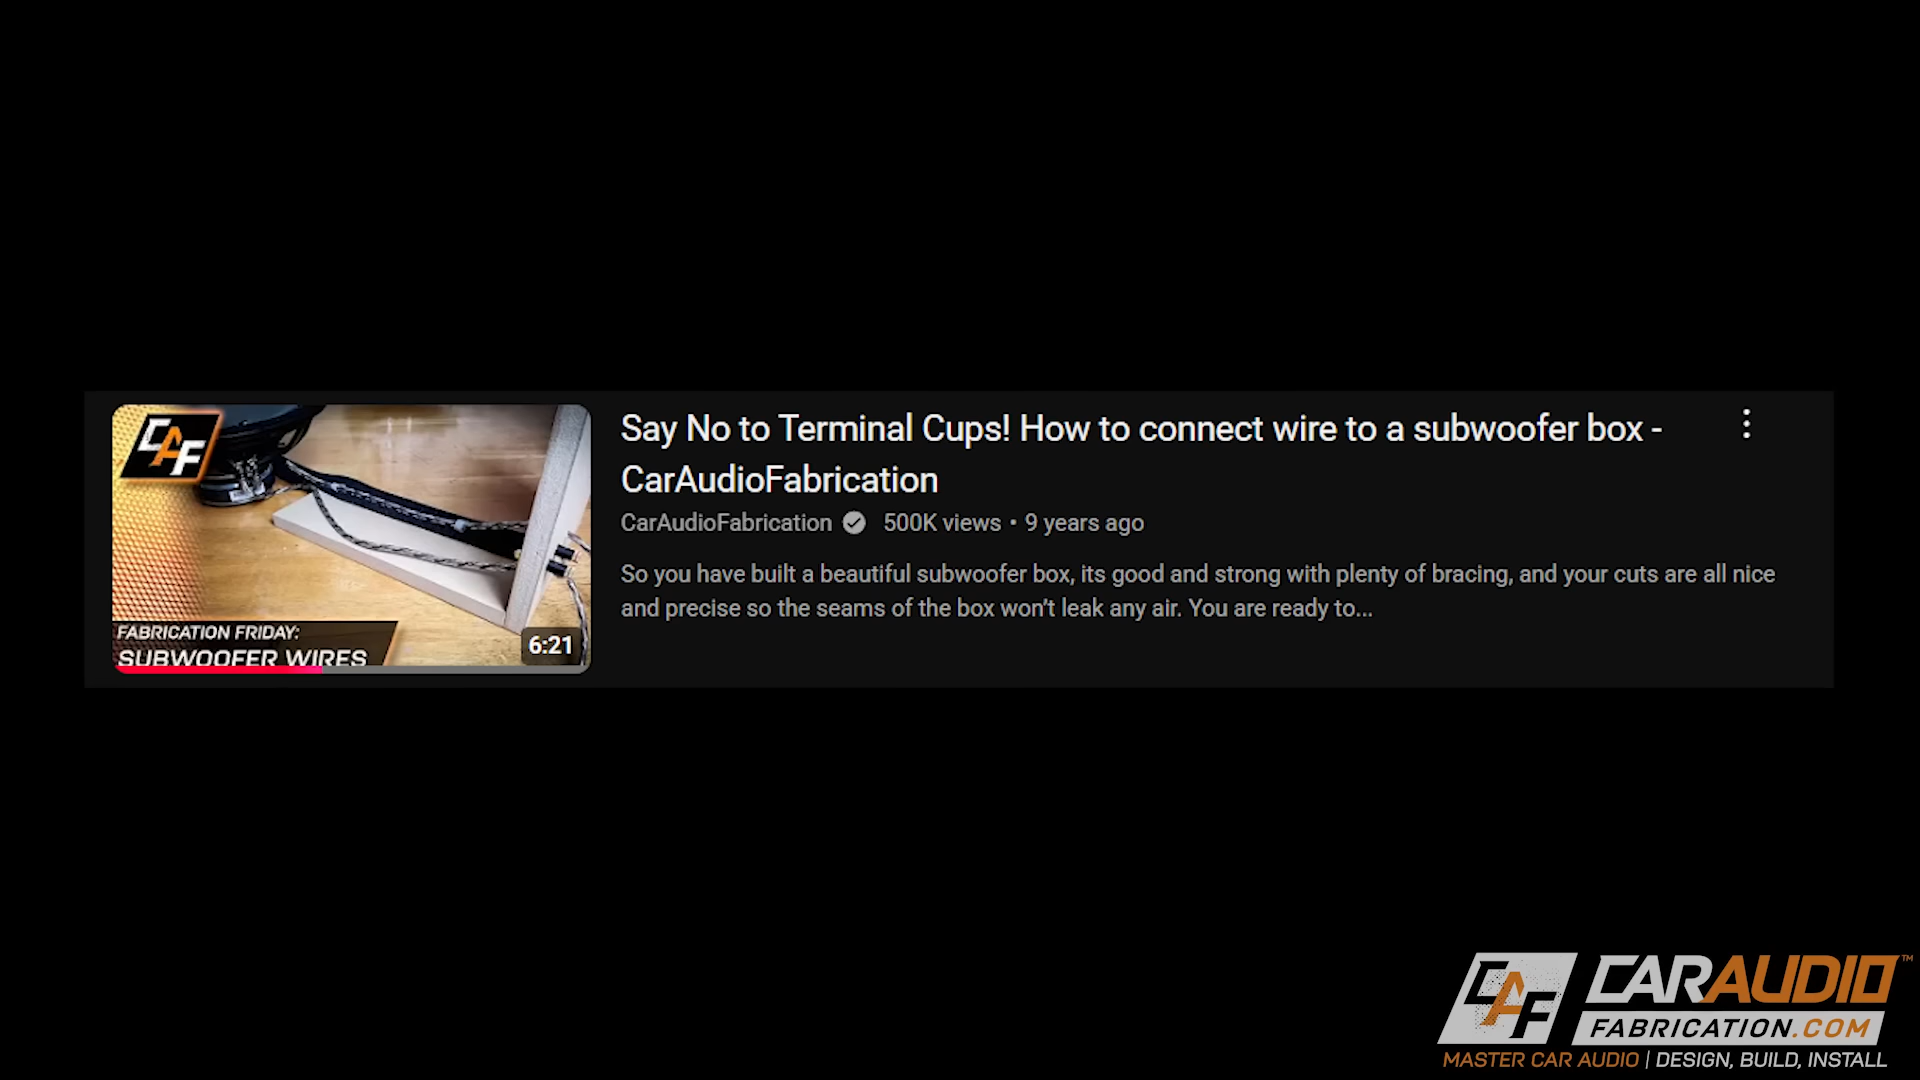 CAF
FABRICATION FRIDAY:
SUBWOOFER WIRES
6:21
Say No to Terminal Cups! How to connect wire to a subwoofer box -
CarAudioFabrication
CarAudioFabrication 500K views • 9 years ago
So you have built a beautiful subwoofer box, its good and strong with plenty of bracing, and your cuts are all nice
and precise so the seams of the box won't leak any air. You are ready to...
CAF
CARAUDIO™
FABRICATION.COM
MASTER CAR AUDIO | DESIGN, BUILD, INSTALL